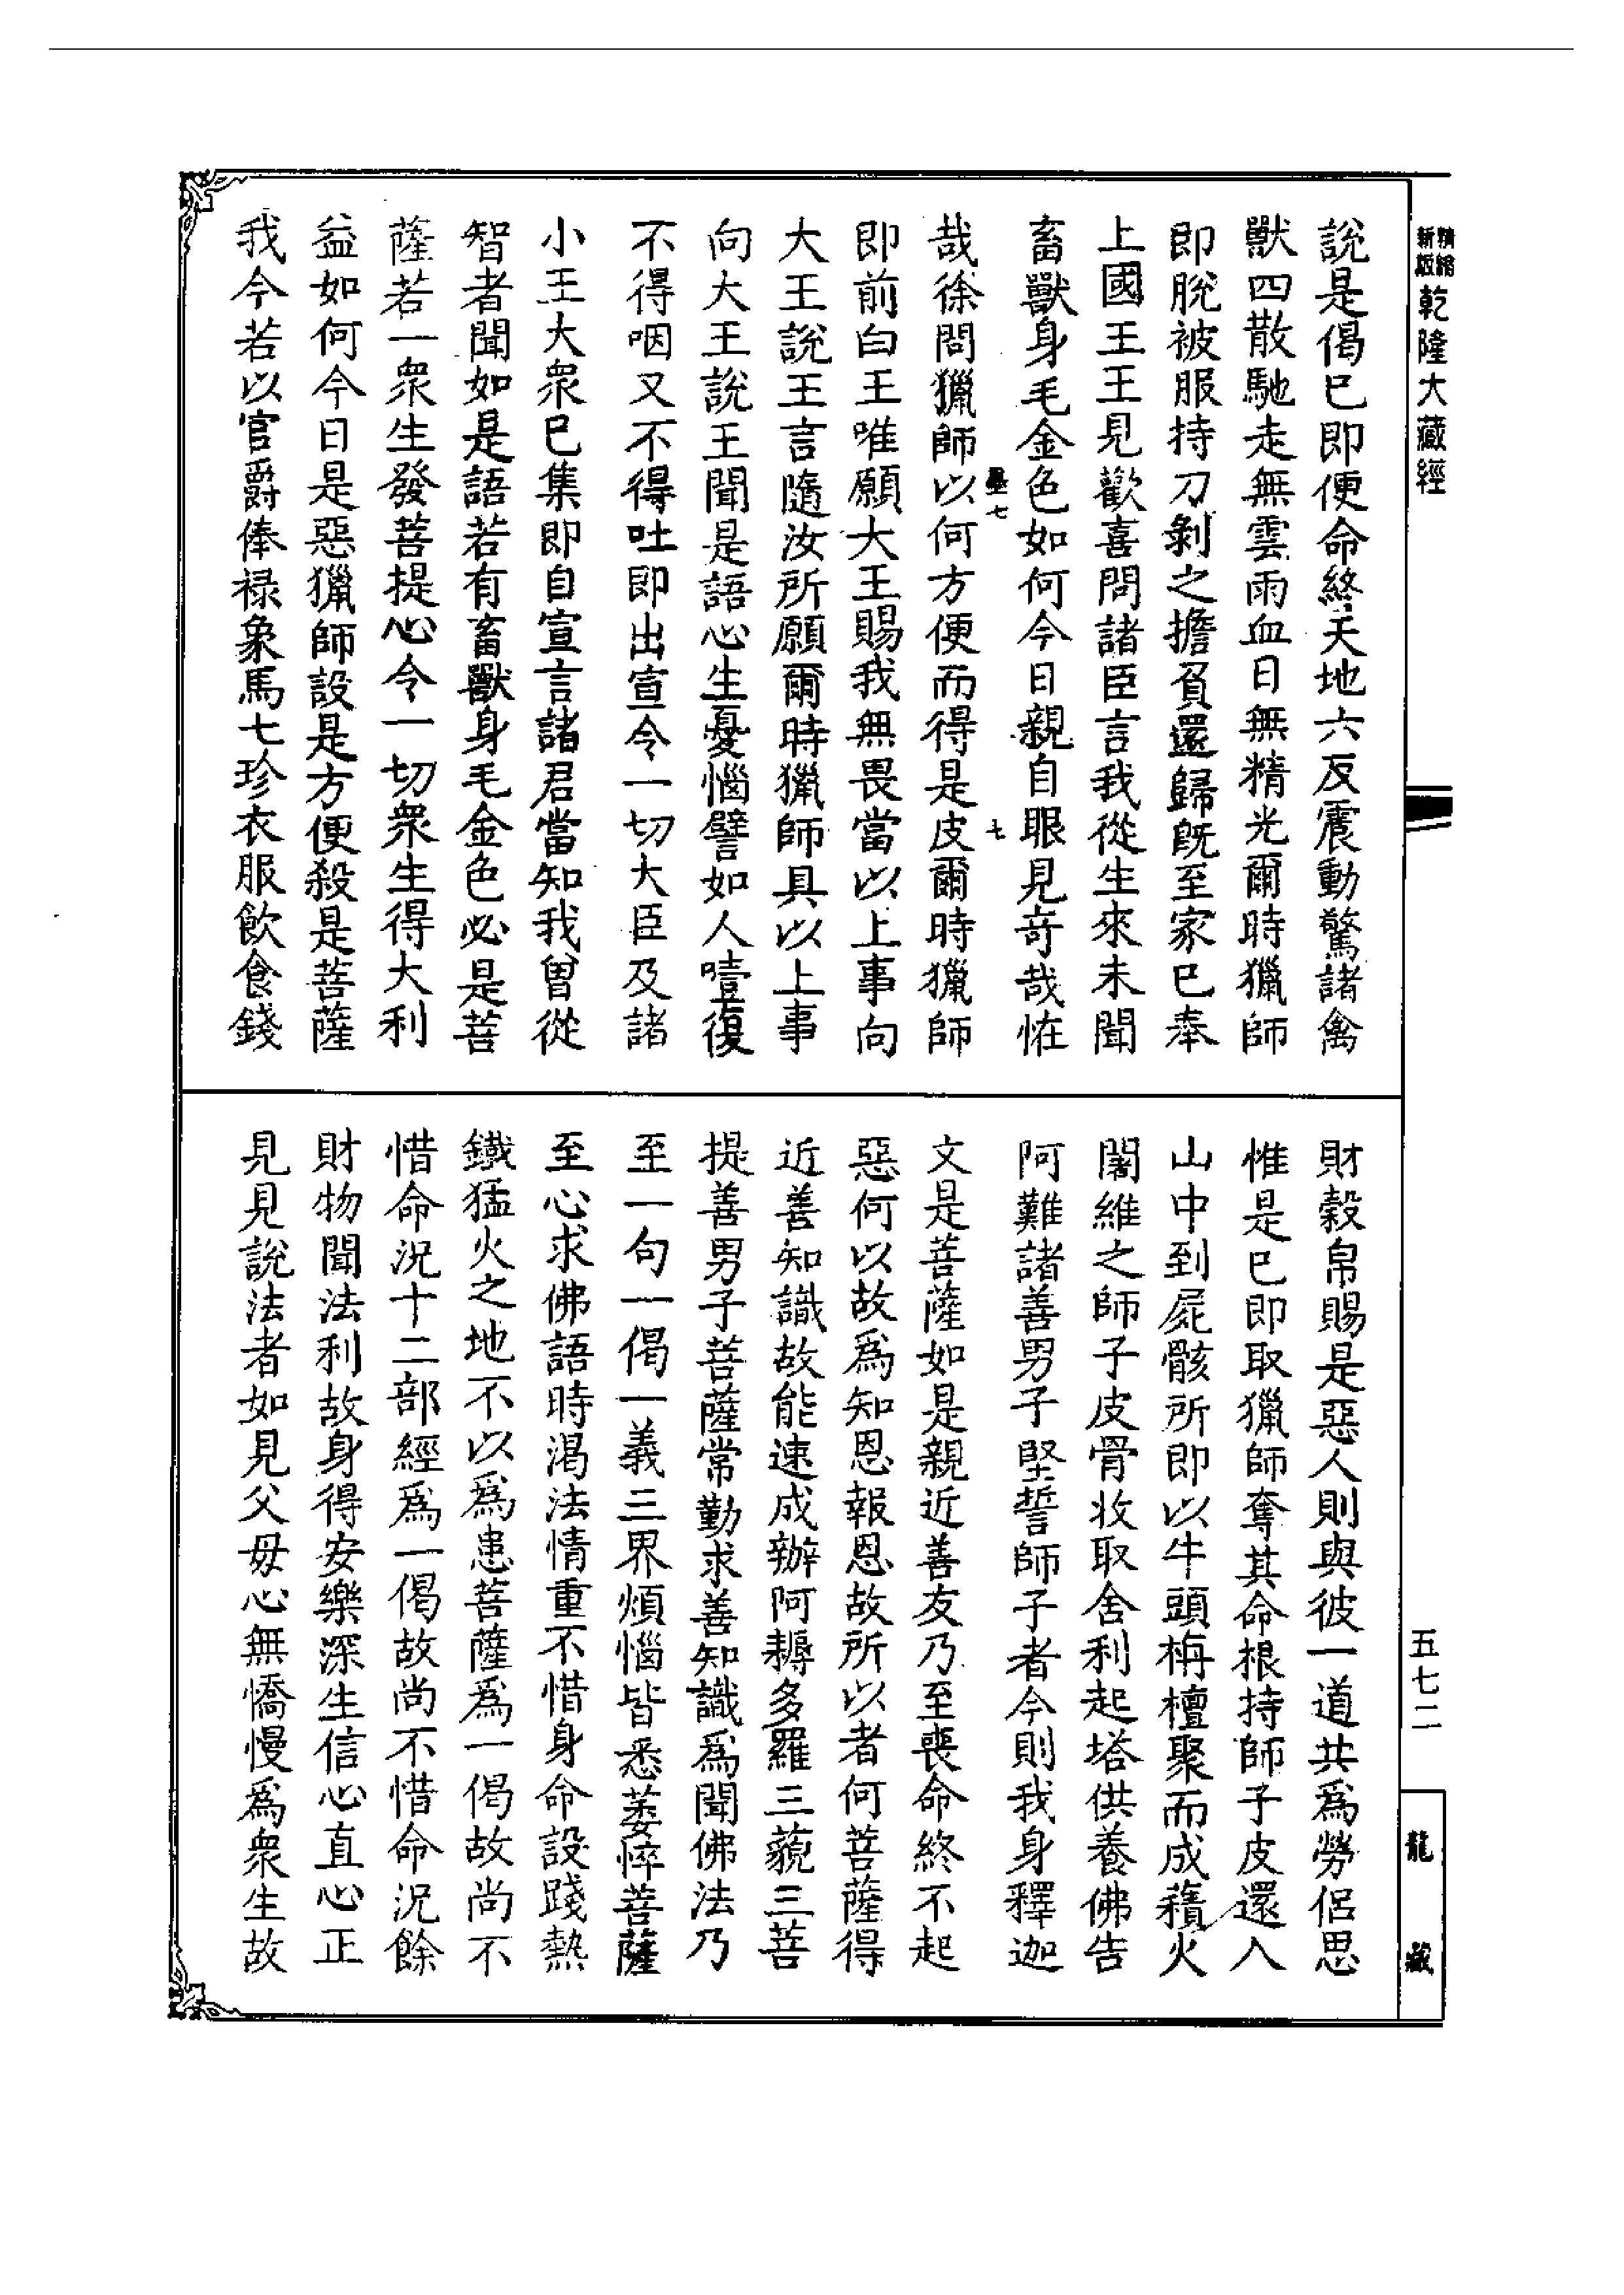 精縮新版乾隆大藏經
說是偈已即便命終天地六反震動驚諸禽
獸四散馳走無雲雨血日無精光爾時獵師
即脫被服持刀剝之擔負還歸既至家已奉
上國王王見歡喜問諸臣言我從生來未聞
畜獸身毛金色如何今日親自眼見奇哉怪
七 七
哉徐問獵師以何方便而得是皮爾時獵師
即前白王唯願大王賜我無畏當以上事向
大王說王言隨汝所願爾時獵師具以上事
向大王說王聞是語心生憂惱譬如人噎復
不得咽又不得吐即出宣令一切大臣及諸
小王大衆已集即自宣言諸君當知我曾從
智者聞如是語若有畜獸身毛金色必是菩
薩若一衆生發菩提心令一切衆生得大利
益如何今日是惡獵師設是方便殺是菩薩
我今若以官爵俸祿象馬七珍衣服飲食錢
財穀帛賜是惡人則與彼一道共爲勞侶思
惟是已即取獵師奪其命根持師子皮還入
山中到屍骸所即以牛頭栴檀聚而成𧂐火
闍維之師子皮骨收取舍利起塔供養佛告
阿難諸善男子堅誓師子者今則我身釋迦
文是菩薩如是親近善友乃至喪命終不起
惡何以故爲知恩報恩故所以者何菩薩得
近善知識故能速成辦阿耨多羅三藐三菩
提善男子菩薩常勤求善知識爲聞佛法乃
至一句一偈一義三界煩惱皆悉萎悴菩薩
至心求佛語時渴法情重不惜身命設踐熱
鐵猛火之地不以爲患菩薩爲一偈故尚不
惜命況十二部經爲一偈故尚不惜命況餘
財物聞法利故身得安樂深生信心直心正
見見說法者如見父母心無憍慢爲衆生故
五七二
龍藏